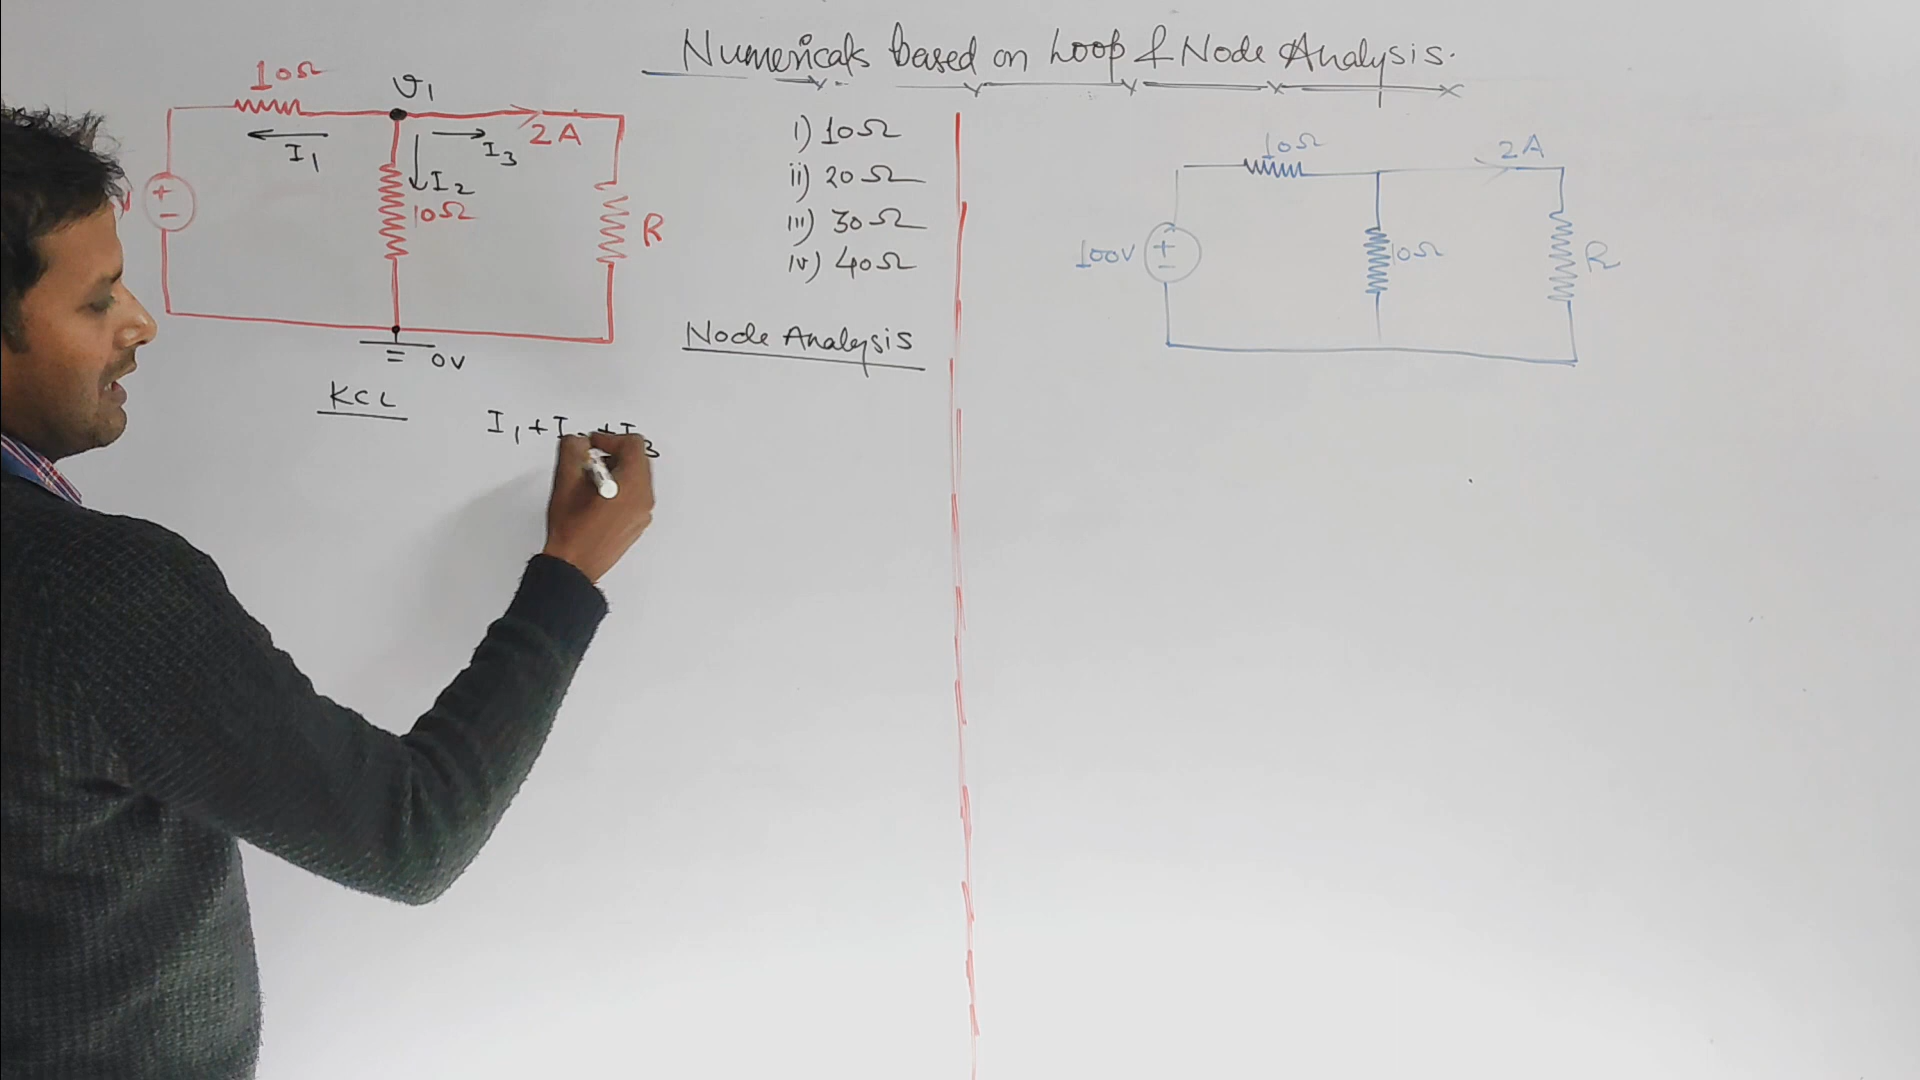 Numericals based on Loop & Node Analysis.
10Ω
V1
2A
I1
I3
I2
10Ω
+
−
R
0V
i) 10Ω
ii) 20Ω
iii) 30Ω
iv) 40Ω
Node Analysis
KCL
I1 + I + I3
10Ω
2A
100V
+
−
10Ω
R